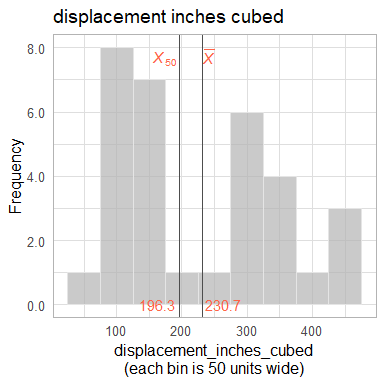 displacement inches cubed
8.0
6.0
4.0
2.0
0.0
Frequency
X₅₀ X̅
196.3 230.7
100 200 300 400
displacement_inches_cubed
(each bin is 50 units wide)